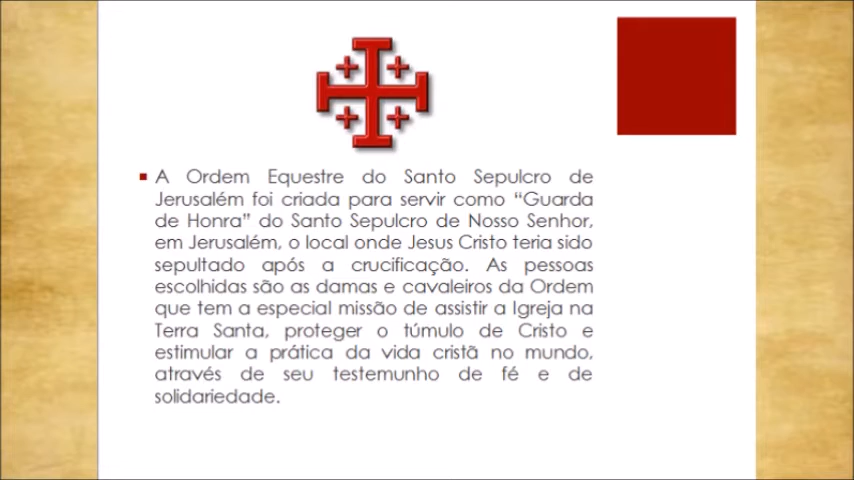 A Ordem Equestre do Santo Sepulcro de
Jerusalém foi criada para servir como “Guarda
de Honra” do Santo Sepulcro de Nosso Senhor,
em Jerusalém, o local onde Jesus Cristo teria sido
sepultado após a crucificação. As pessoas
escolhidas são as damas e cavaleiros da Ordem
que tem a especial missão de assistir a Igreja na
Terra Santa, proteger o túmulo de Cristo e
estimular a prática da vida cristã no mundo,
através de seu testemunho de fé e de
solidariedade.